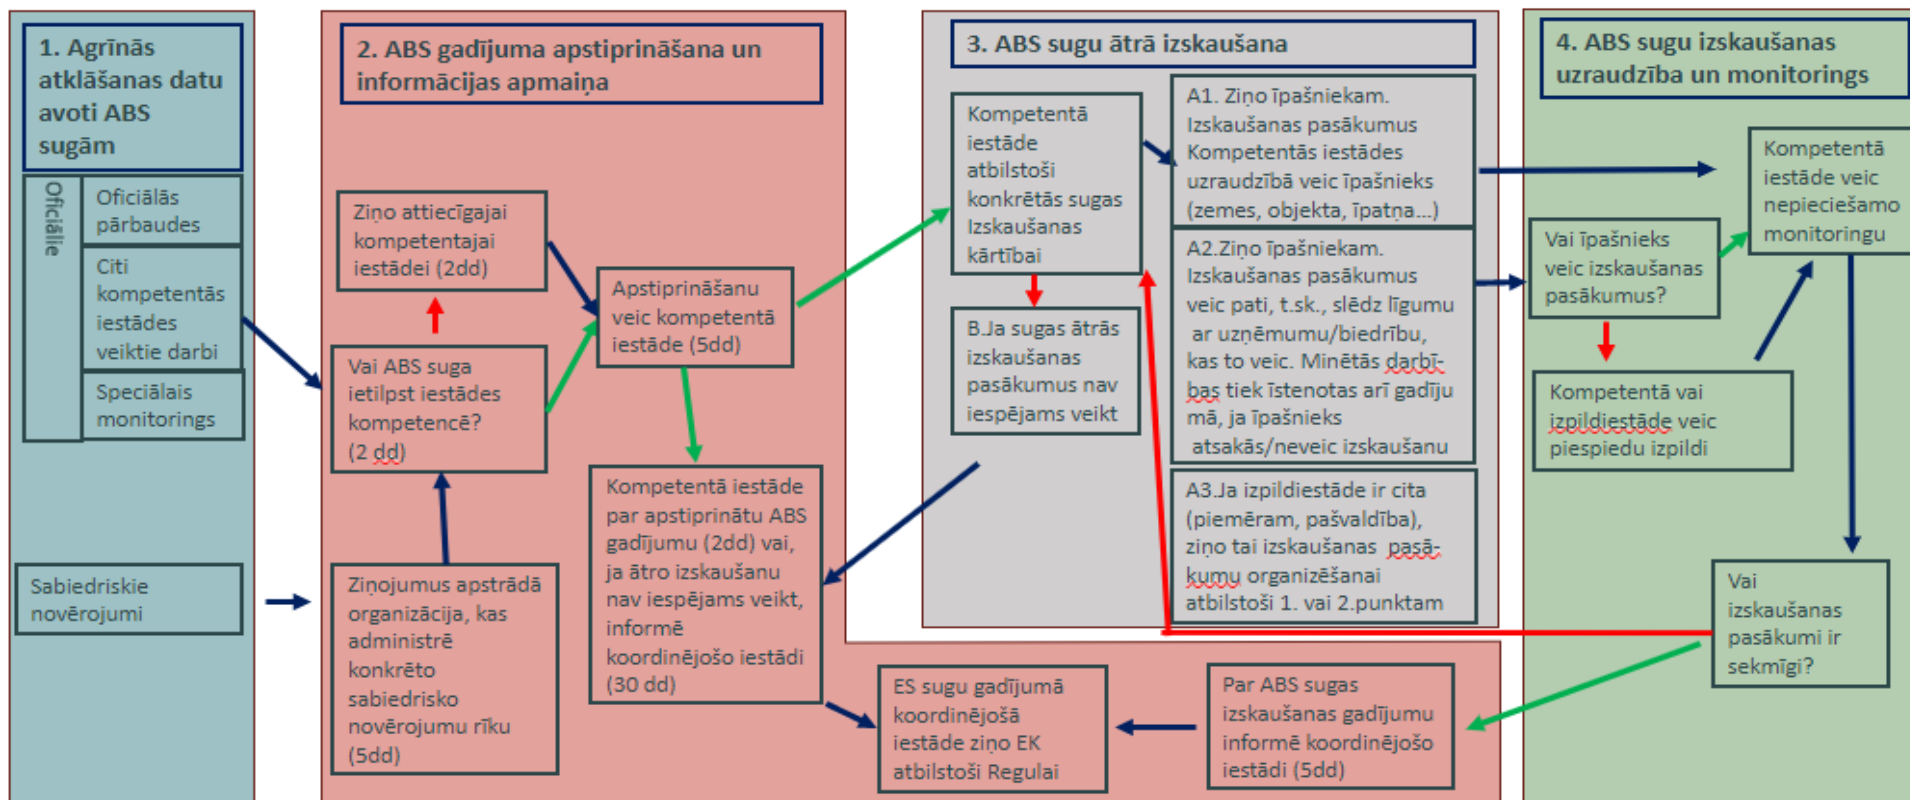 1. Agrīnās
atklāšanas datu
avoti ABS
sugām
Oficiālie
Oficiālās
pārbaudes
Citi
kompetentās
iestādes
veiktie darbi
Speciālais
monitorings
Sabiedriskie
novērojumi
2. ABS gadījuma apstiprināšana un
informācijas apmaiņa
Ziņo attiecīgajai
kompetentajai
iestādei (2dd)
Vai ABS suga
ietilpst iestādes
kompetencē?
(2 dd)
Ziņojumus apstrādā
organizācija, kas
administrē
konkrēto
sabiedrisko
novērojumu rīku
(5dd)
Apstiprināšanu
veic kompetentā
iestāde (5dd)
Kompetentā iestāde
par apstiprinātu ABS
gadījumu (2dd) vai,
ja ātro izskaušanu
nav iespējams veikt,
informē
koordinējošo iestādi
(30 dd)
ES sugu gadījumā
koordinējošā
iestāde ziņo EK
atbilstoši Regulai
Par ABS sugas
izskaušanas gadījumu
informē koordinējošo
iestādi (5dd)
3. ABS sugu ātrā izskaušana
Kompetentā
iestāde
atbilstoši
konkrētās sugas
Izskaušanas
kārtībai
B.Ja sugas ātrās
izskaušanas
pasākumus nav
iespējams veikt
A1. Ziņo īpašniekam.
Izskaušanas pasākumus
Kompetentās iestādes
uzraudzībā veic īpašnieks
(zemes, objekta, īpatņa...)
A2.Ziņo īpašniekam.
Izskaušanas pasākumus
veic pati, t.sk., slēdz līgumu
ar uzņēmumu/biedrību,
kas to veic. Minētās darbī-
bas tiek īstenotas arī gadīju
mā, ja īpašnieks
atsakās/neveic izskaušanu
A3.Ja izpildiestāde ir cita
(piemēram, pašvaldība),
ziņo tai izskaušanas pasā-
kumu organizēšanai
atbilstoši 1. vai 2.punktam
4. ABS sugu izskaušanas
uzraudzība un monitorings
Kompetentā
iestāde veic
nepieciešamo
monitoringu
Vai īpašnieks
veic izskaušanas
pasākumus?
Kompetentā vai
izpildiestāde veic
piespiedu izpildi
Vai
izskaušanas
pasākumi ir
sekmīgi?